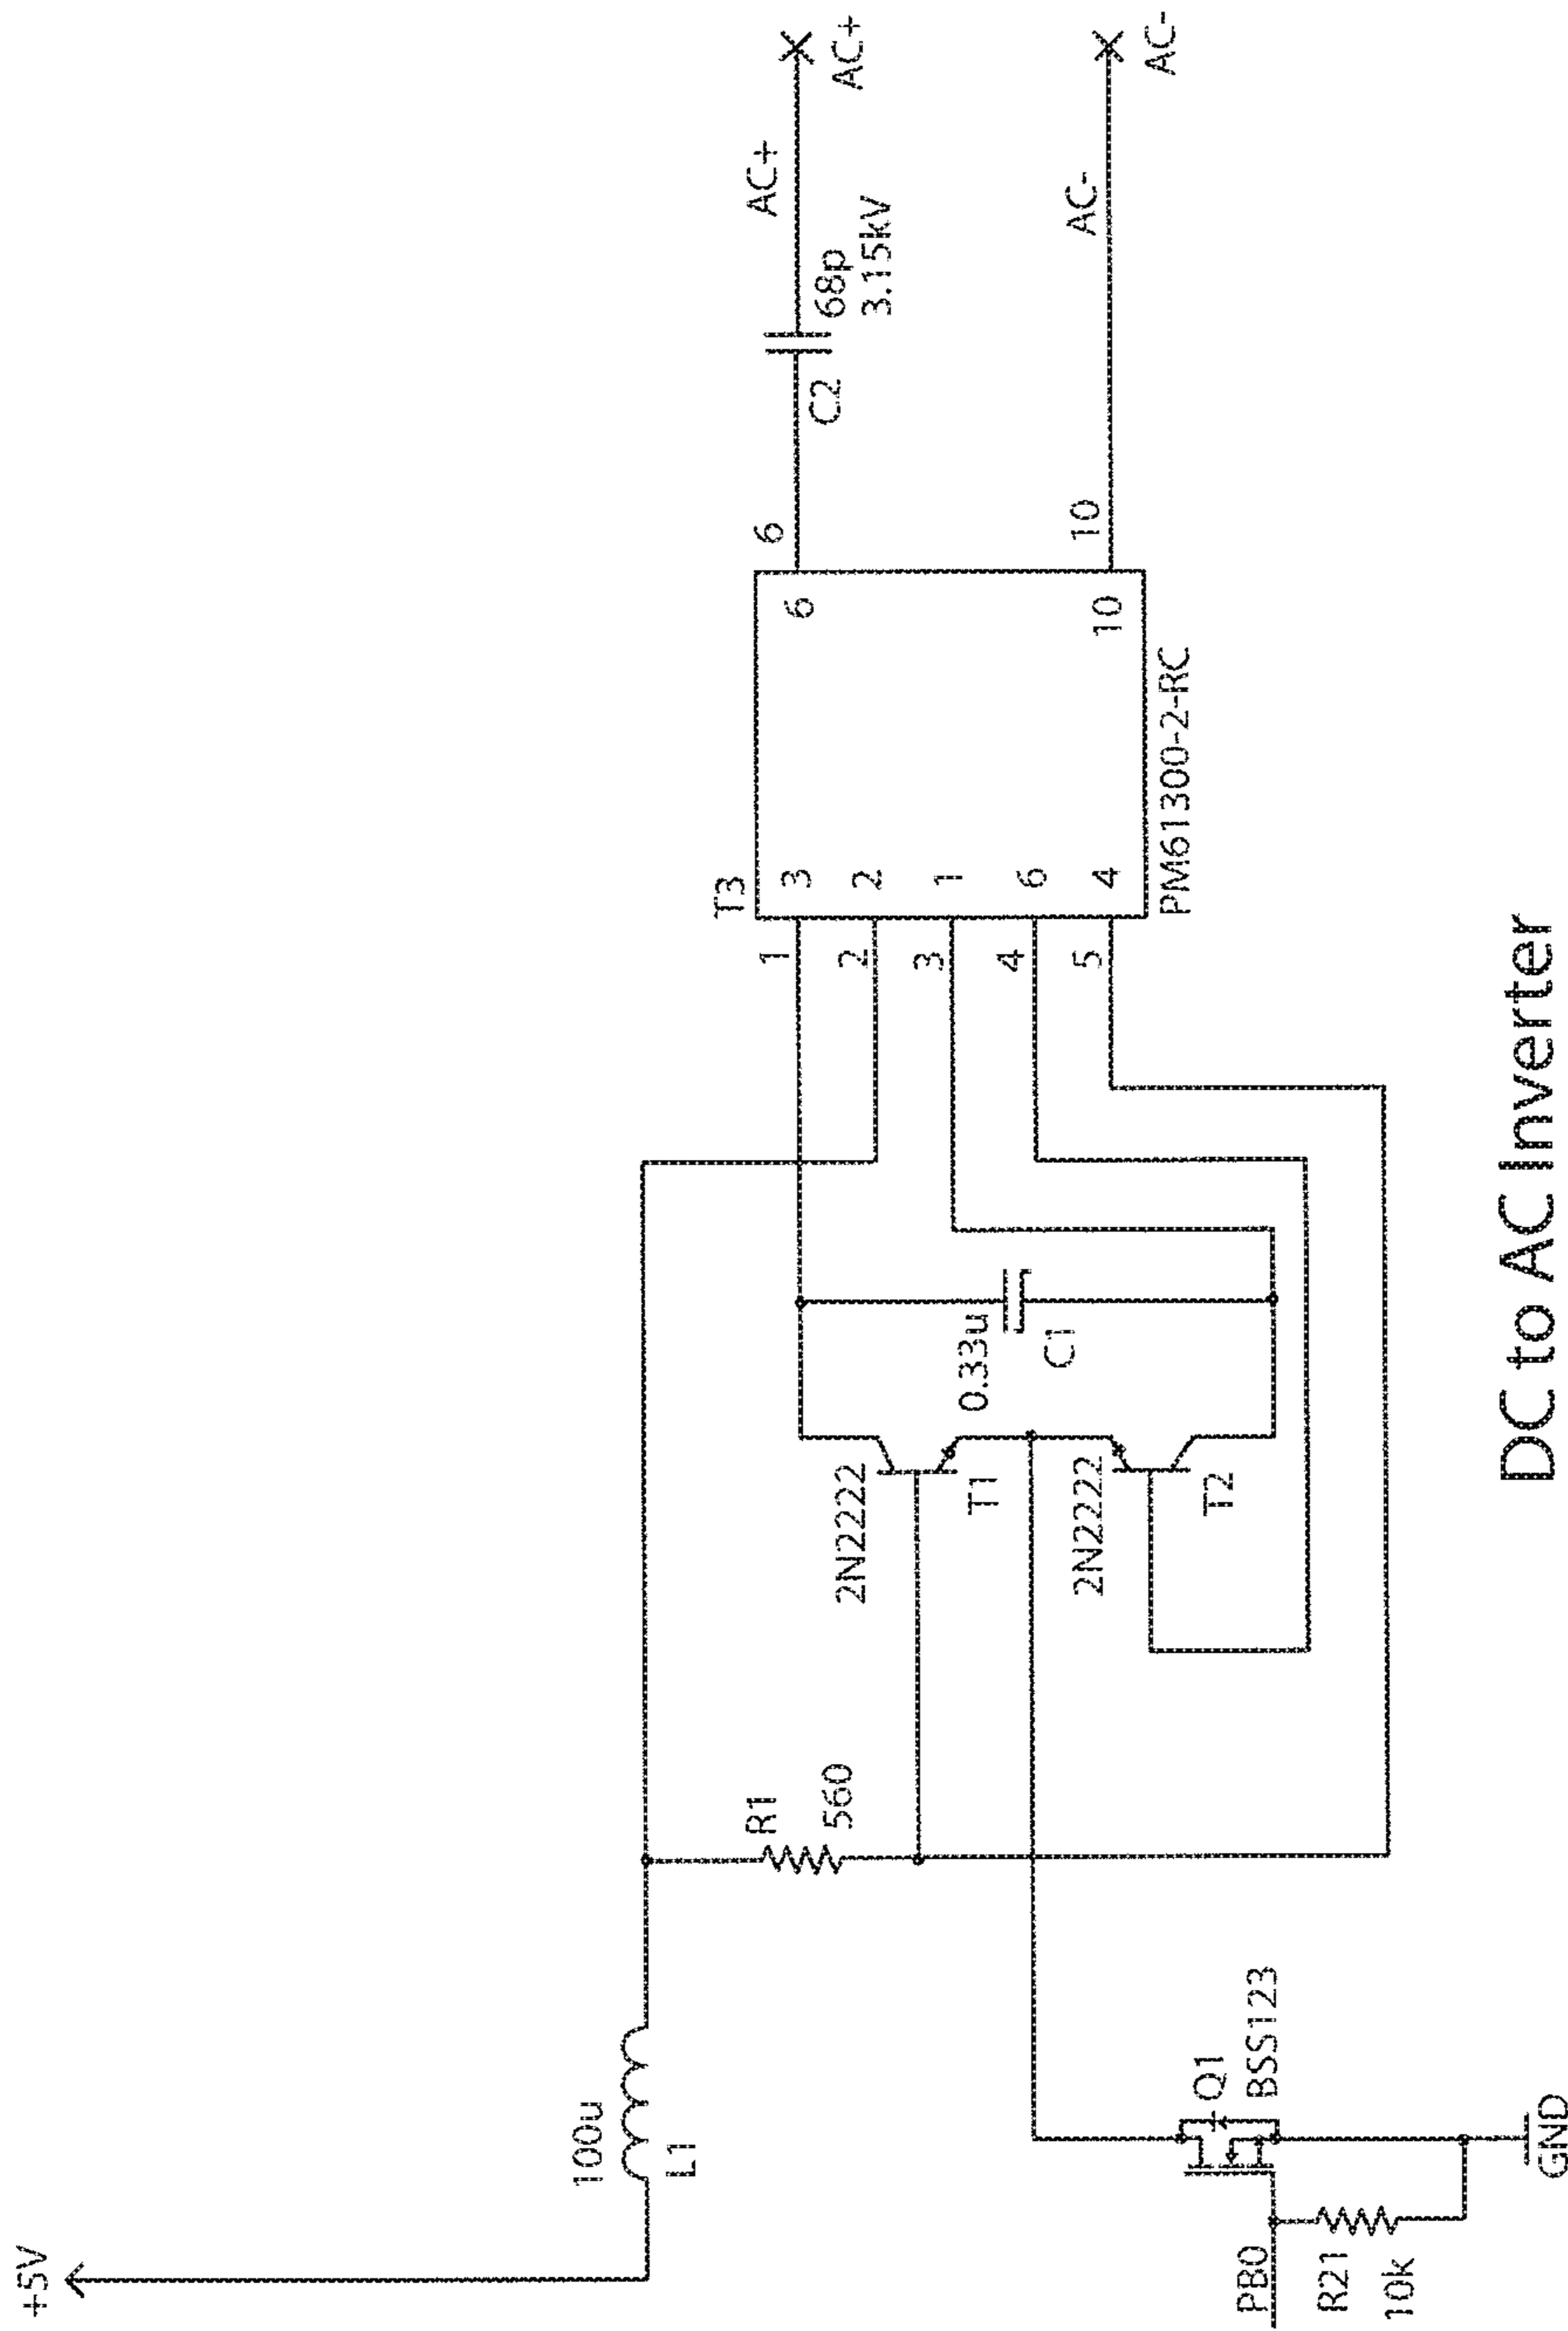 +5V
100u
L1
R1
560
2N2222
T1
0.33u
C1
2N2222
T2
T3
1
2
3
4
5
3
2
1
6
4
6
10
6
10
PM61300-2-RC
C2
68p
3.15kV
AC+
AC+
AC-
AC-
PB0
R21
10k
Q1
BSS123
GND
DC to AC Inverter